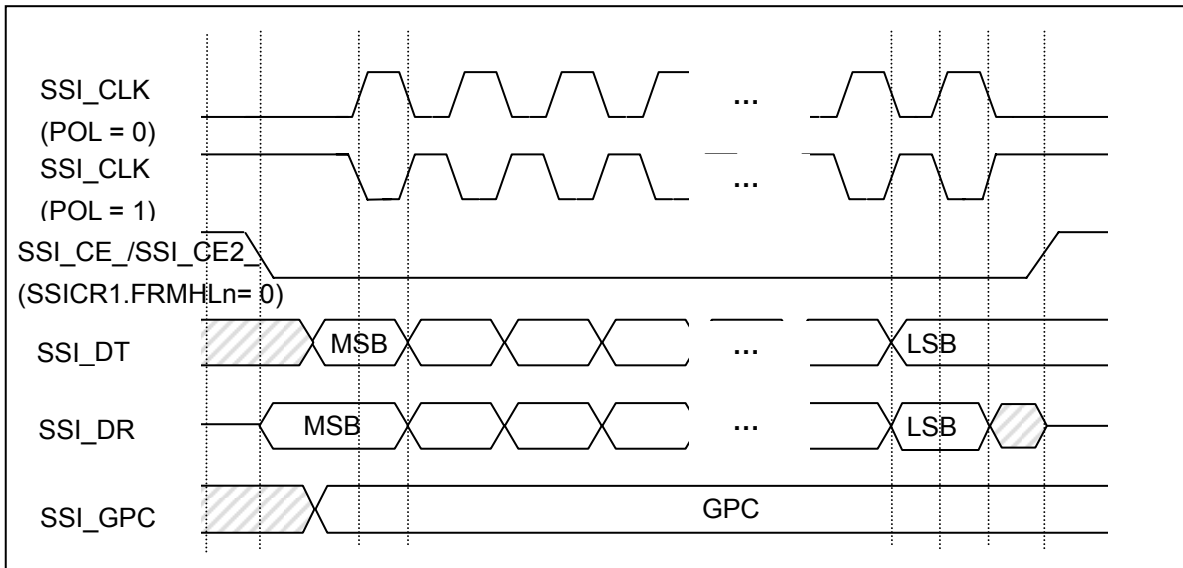 SSI_CLK
(POL = 0)
SSI_CLK
(POL = 1)
...
...
SSI_CE_/SSI_CE2_
(SSICR1.FRMHLn= 0)
SSI_DT
MSB
...
LSB
SSI_DR
MSB
...
LSB
SSI_GPC
GPC